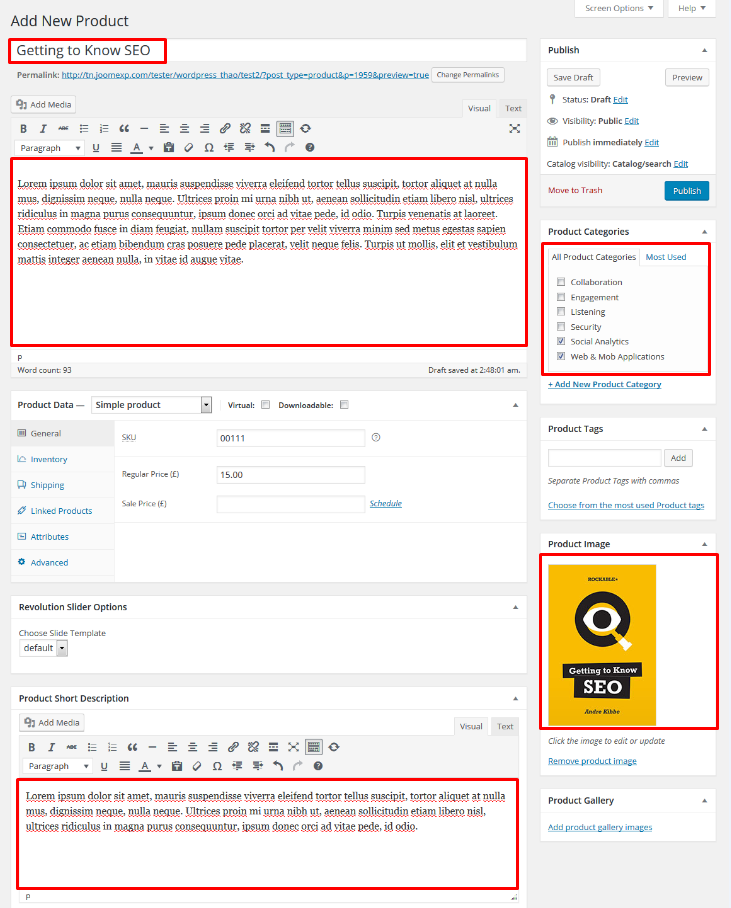 Screen Options ▼ Help ▼
Add New Product
Getting to Know SEO
Permalink: http://tn.joomexp.com/tester/wordpress_thao/test2/?post_type=product&p=1959&preview=true Change Permalinks
Add Media
Visual Text
B I ABC
Paragraph
U A Ω
Lorem ipsum dolor sit amet, mauris suspendisse viverra eleifend tortor tellus suscipit, tortor aliquet at nulla
mus, dignissim neque, nulla neque. Ultrices proin mi urna nibh ut, aenean sollicitudin etiam libero nisl, ultrices
ridiculus in magna purus consequuntur, ipsum donec orci ad vitae pede, id odio. Turpis venenatis at laoreet.
Etiam commodo fusce in diam feugiat, nullam suscipit tortor per velit viverra minim sed metus egestas sapien
consectetuer, ac etiam bibendum cras posuere pede placerat, velit neque felis. Turpis ut mollis, elit et vestibulum
mattis integer aenean nulla, in vitae id augue vitae.
P
Word count: 93 Draft saved at 2:48:01 am.
Product Data — Simple product Virtual: Downloadable:
General
Inventory
Shipping
Linked Products
Attributes
Advanced
SKU 00111
Regular Price (£) 15.00
Sale Price (£) Schedule
Revolution Slider Options
Choose Slide Template
default
Product Short Description
Add Media
Visual Text
B I ABC
Paragraph
U A Ω
Lorem ipsum dolor sit amet, mauris suspendisse viverra eleifend tortor tellus suscipit, tortor aliquet at nulla
mus, dignissim neque, nulla neque. Ultrices proin mi urna nibh ut, aenean sollicitudin etiam libero nisl,
ultrices ridiculus in magna purus consequuntur, ipsum donec orci ad vitae pede, id odio.
P
Publish
Save Draft Preview
Status: Draft Edit
Visibility: Public Edit
Publish immediately Edit
Catalog visibility: Catalog/search Edit
Move to Trash Publish
Product Categories
All Product Categories Most Used
Collaboration
Engagement
Listening
Security
Social Analytics
Web & Mob Applications
+ Add New Product Category
Product Tags
Add
Separate Product Tags with commas
Choose from the most used Product tags
Product Image
ROCKABLE*
Getting to Know
SEO
Andre Kibbe
Click the image to edit or update
Remove product image
Product Gallery
Add product gallery images